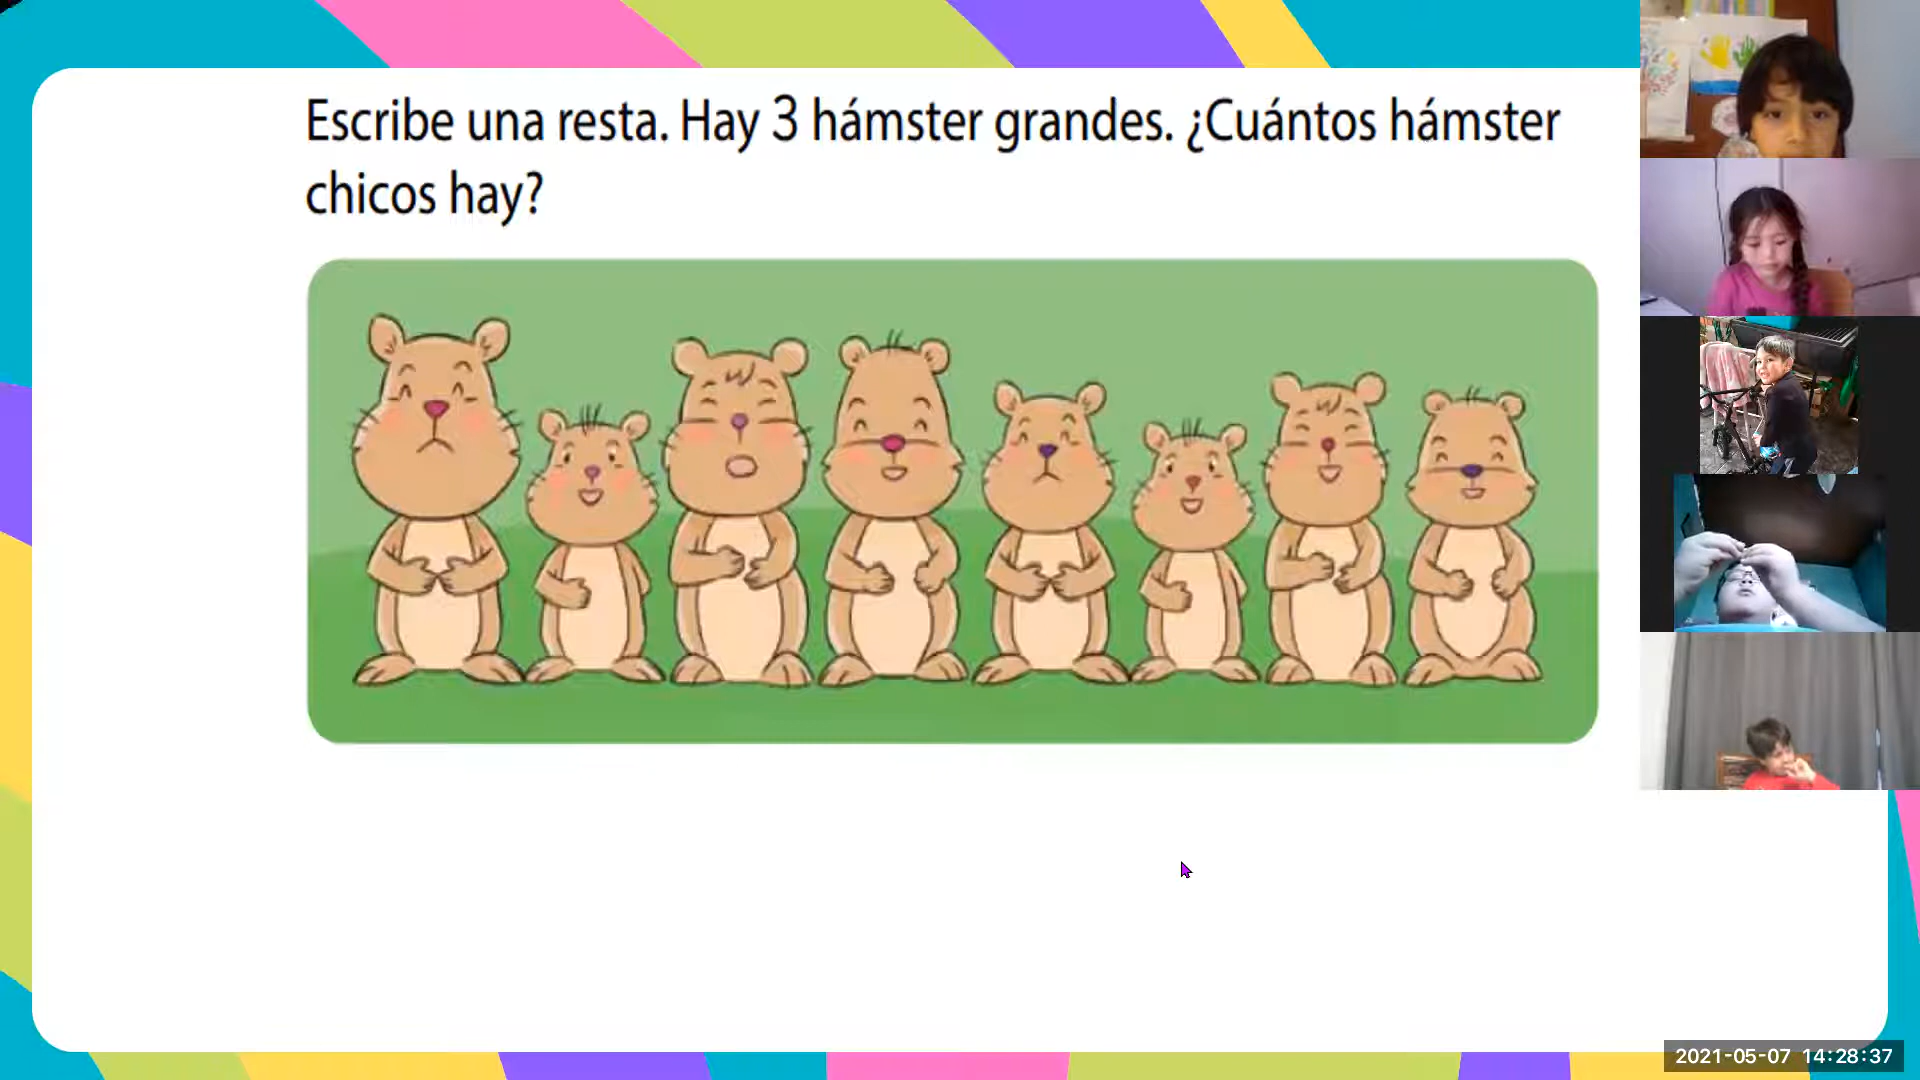 Escribe una resta. Hay 3 hámster grandes. ¿Cuántos hámster
chicos hay?
2021-05-07 14:28:37